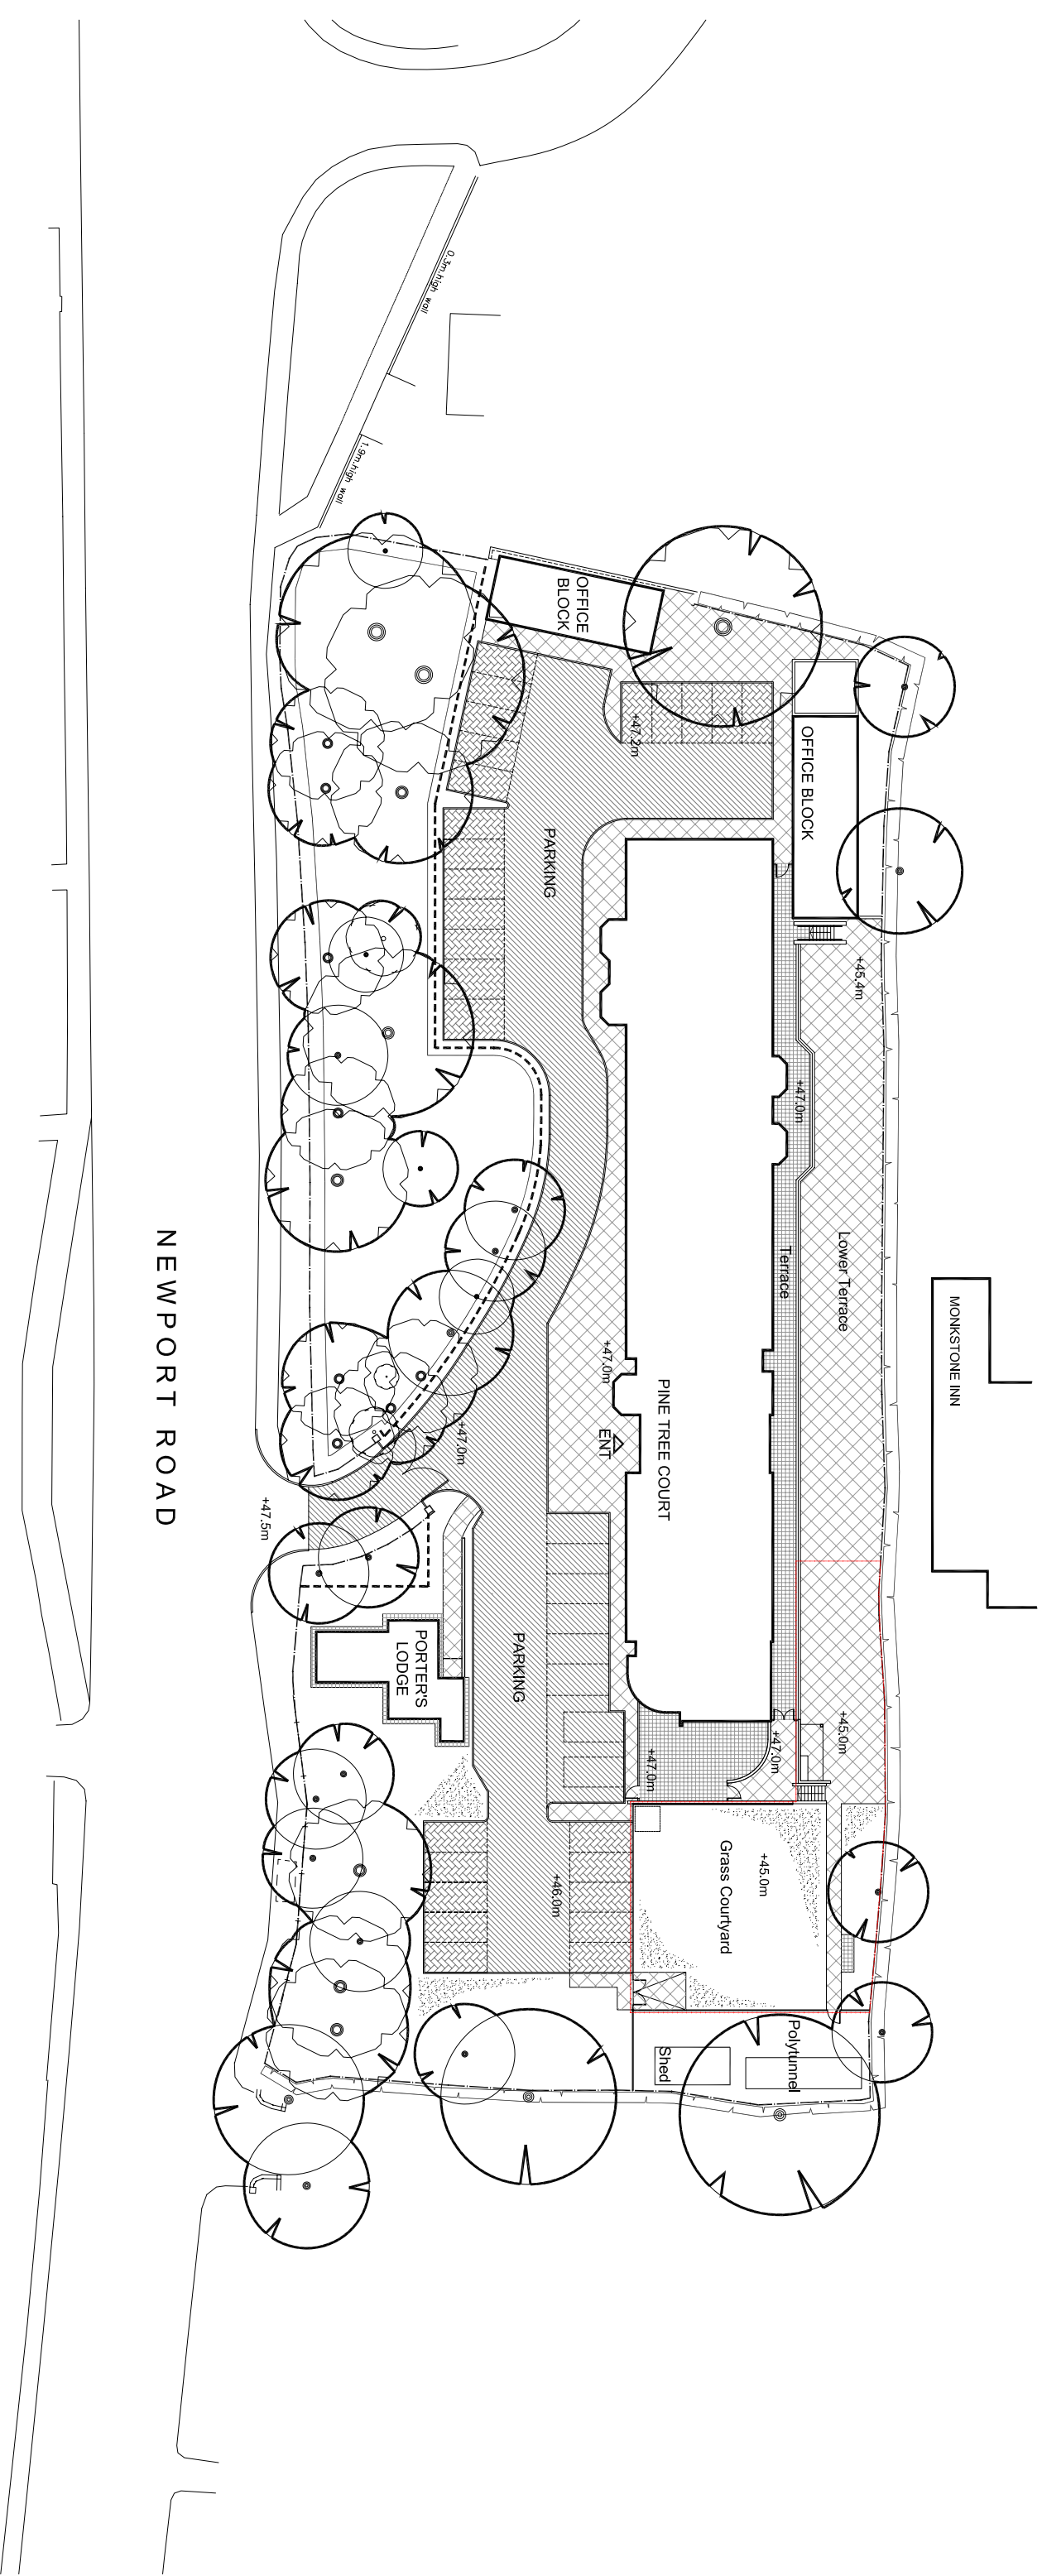 0.3m.high wall
1.9m.high wall
OFFICE
BLOCK
+47.2m
OFFICE BLOCK
PARKING
+45.4m
+47.0m
Lower Terrace
Terrace
MONKSTONE INN
NEWPORT ROAD
+47.0m
PINE TREE COURT
ENT
+47.0m
+47.5m
PORTER'S
LODGE
PARKING
+45.0m
+47.0m
+47.0m
Grass Courtyard
+45.0m
+46.0m
Polytunnel
Shed